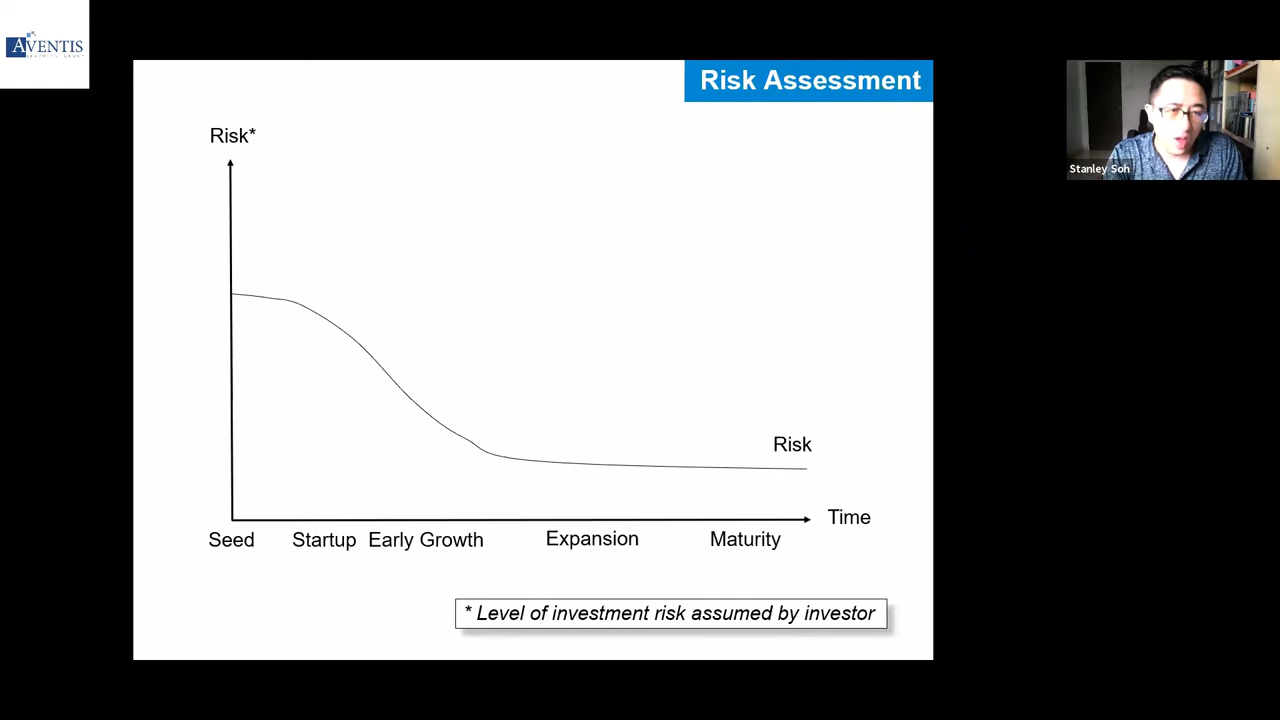 AVENTIS
Risk Assessment
Risk*
Stanley Soh
Risk
Time
Seed
Startup
Early Growth
Expansion
Maturity
* Level of investment risk assumed by investor